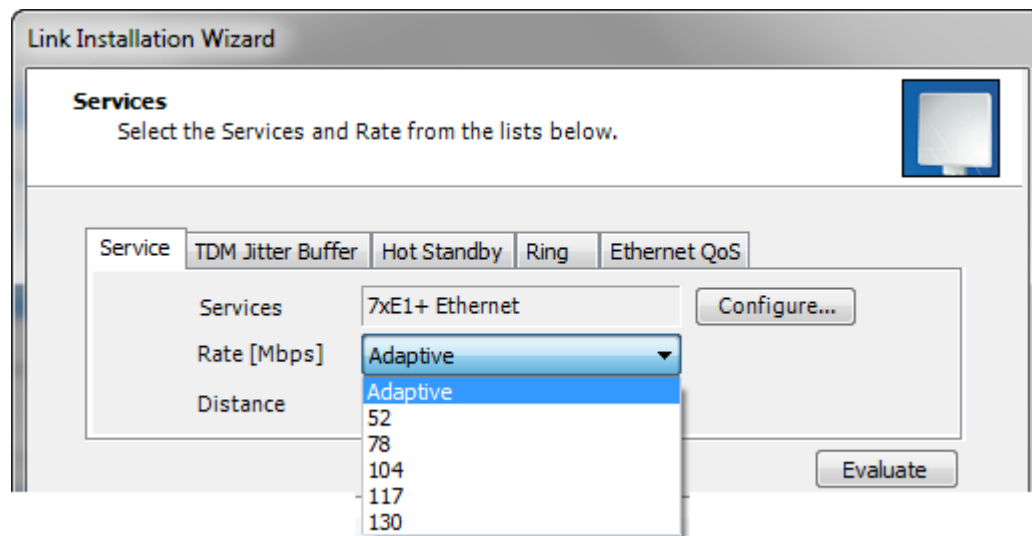 Link Installation Wizard
Services
Select the Services and Rate from the lists below.
Service TDM Jitter Buffer Hot Standby Ring Ethernet QoS
Services 7xE1+ Ethernet Configure...
Rate [Mbps] Adaptive
Adaptive
Distance
52
78
104
Evaluate
117
130